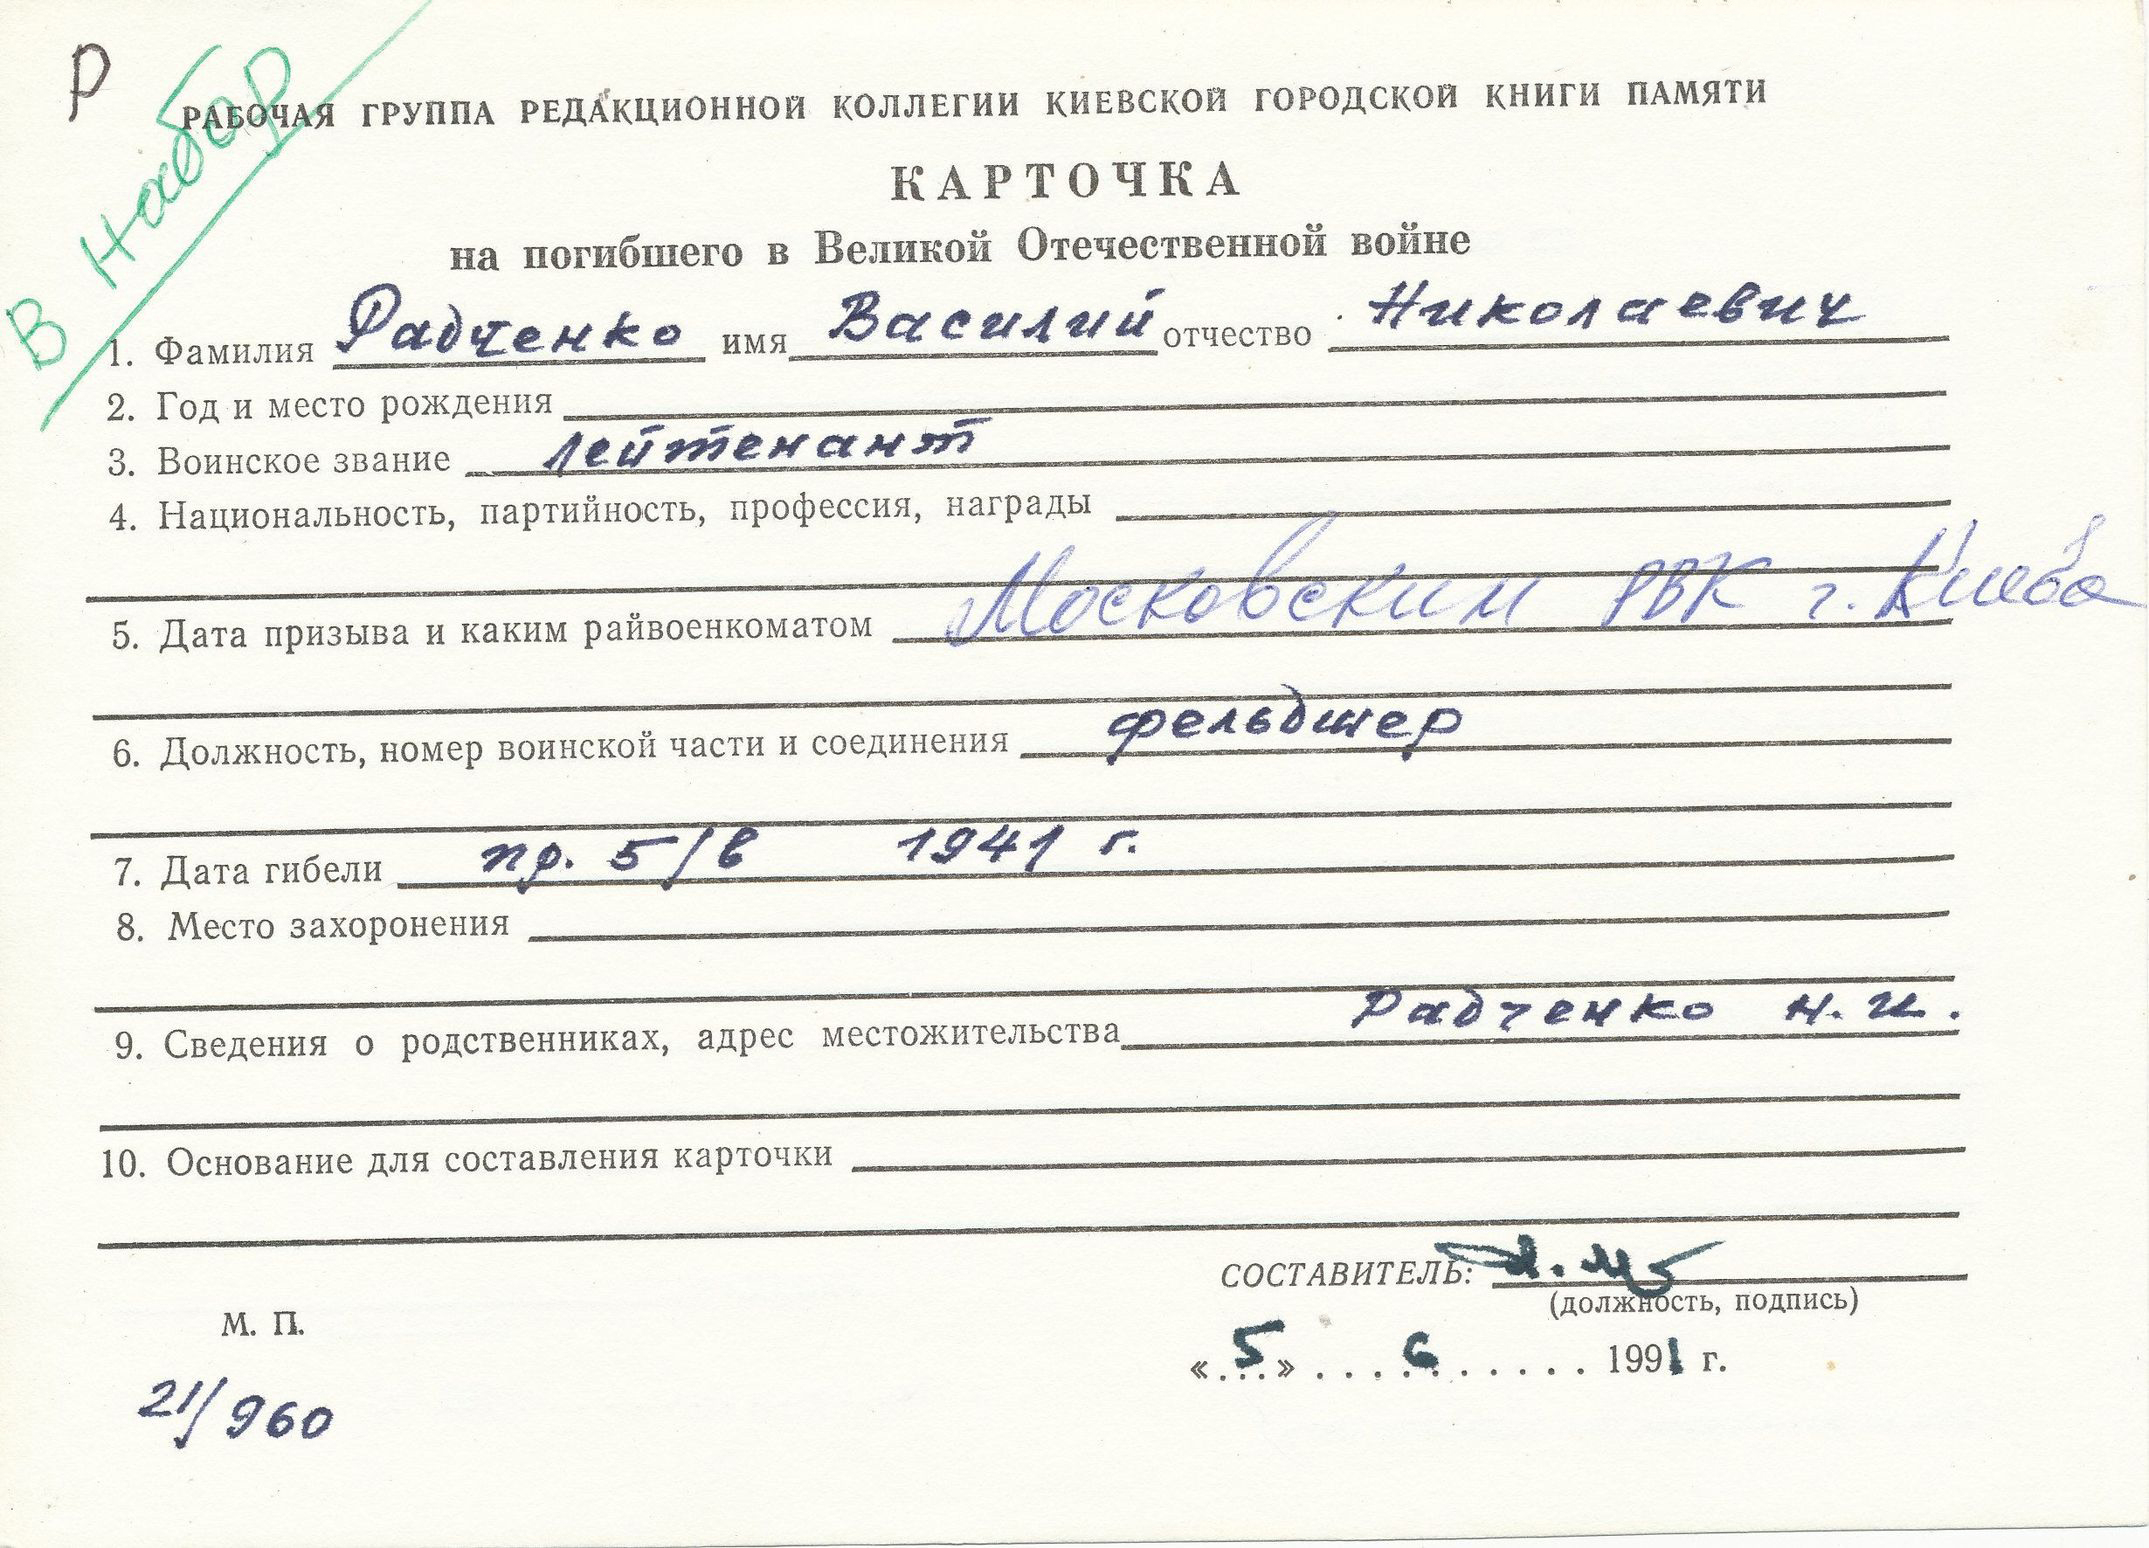 Р
В набор
РАБОЧАЯ ГРУППА РЕДАКЦИОННОЙ КОЛЛЕГИИ КИЕВСКОЙ ГОРОДСКОЙ КНИГИ ПАМЯТИ
КАРТОЧКА
на погибшего в Великой Отечественной войне
1. Фамилия Радченко имя Василий отчество Николаевич
2. Год и место рождения
3. Воинское звание лейтенант
4. Национальность, партийность, профессия, награды
5. Дата призыва и каким райвоенкоматом Московским РВК г. Киева
6. Должность, номер воинской части и соединения фельдшер
7. Дата гибели пр. б/в 1941 г.
8. Место захоронения
9. Сведения о родственниках, адрес местожительства Радченко Н. И.
10. Основание для составления карточки
СОСТАВИТЕЛЬ:
(должность, подпись)
М. П.
«5» 6 1991 г.
21/960